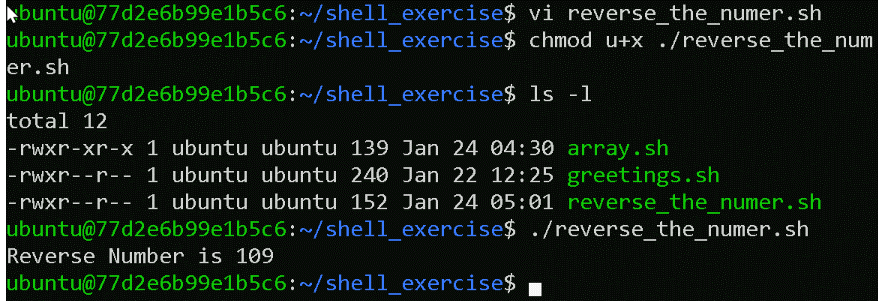 ubuntu@77d2e6b99e1b5c6:~/shell_exercise$ vi reverse_the_numer.sh
ubuntu@77d2e6b99e1b5c6:~/shell_exercise$ chmod u+x ./reverse_the_num
er.sh
ubuntu@77d2e6b99e1b5c6:~/shell_exercise$ ls -l
total 12
-rwxr-xr-x 1 ubuntu ubuntu 139 Jan 24 04:30 array.sh
-rwxr--r-- 1 ubuntu ubuntu 240 Jan 22 12:25 greetings.sh
-rwxr--r-- 1 ubuntu ubuntu 152 Jan 24 05:01 reverse_the_numer.sh
ubuntu@77d2e6b99e1b5c6:~/shell_exercise$ ./reverse_the_numer.sh
Reverse Number is 109
ubuntu@77d2e6b99e1b5c6:~/shell_exercise$